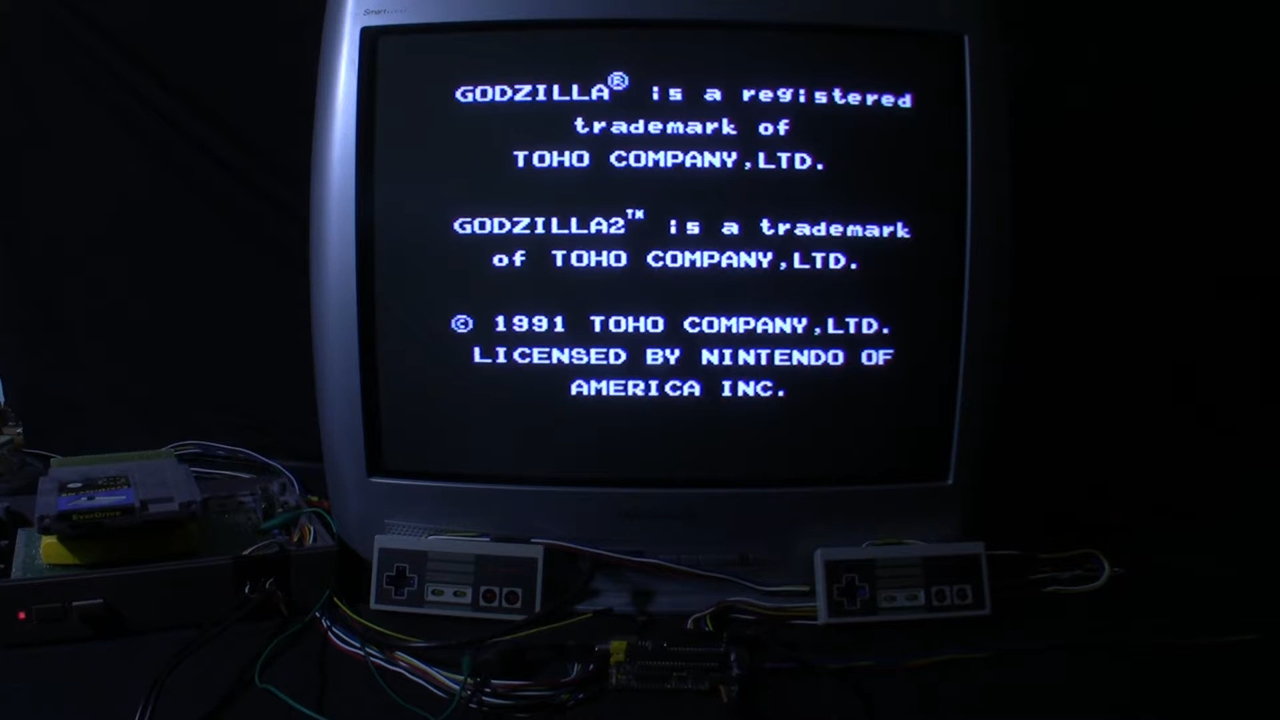 GODZILLA® is a registered
trademark of
TOHO COMPANY,LTD.
GODZILLA2™ is a trademark
of TOHO COMPANY,LTD.
© 1991 TOHO COMPANY,LTD.
LICENSED BY NINTENDO OF
AMERICA INC.
EverDrive